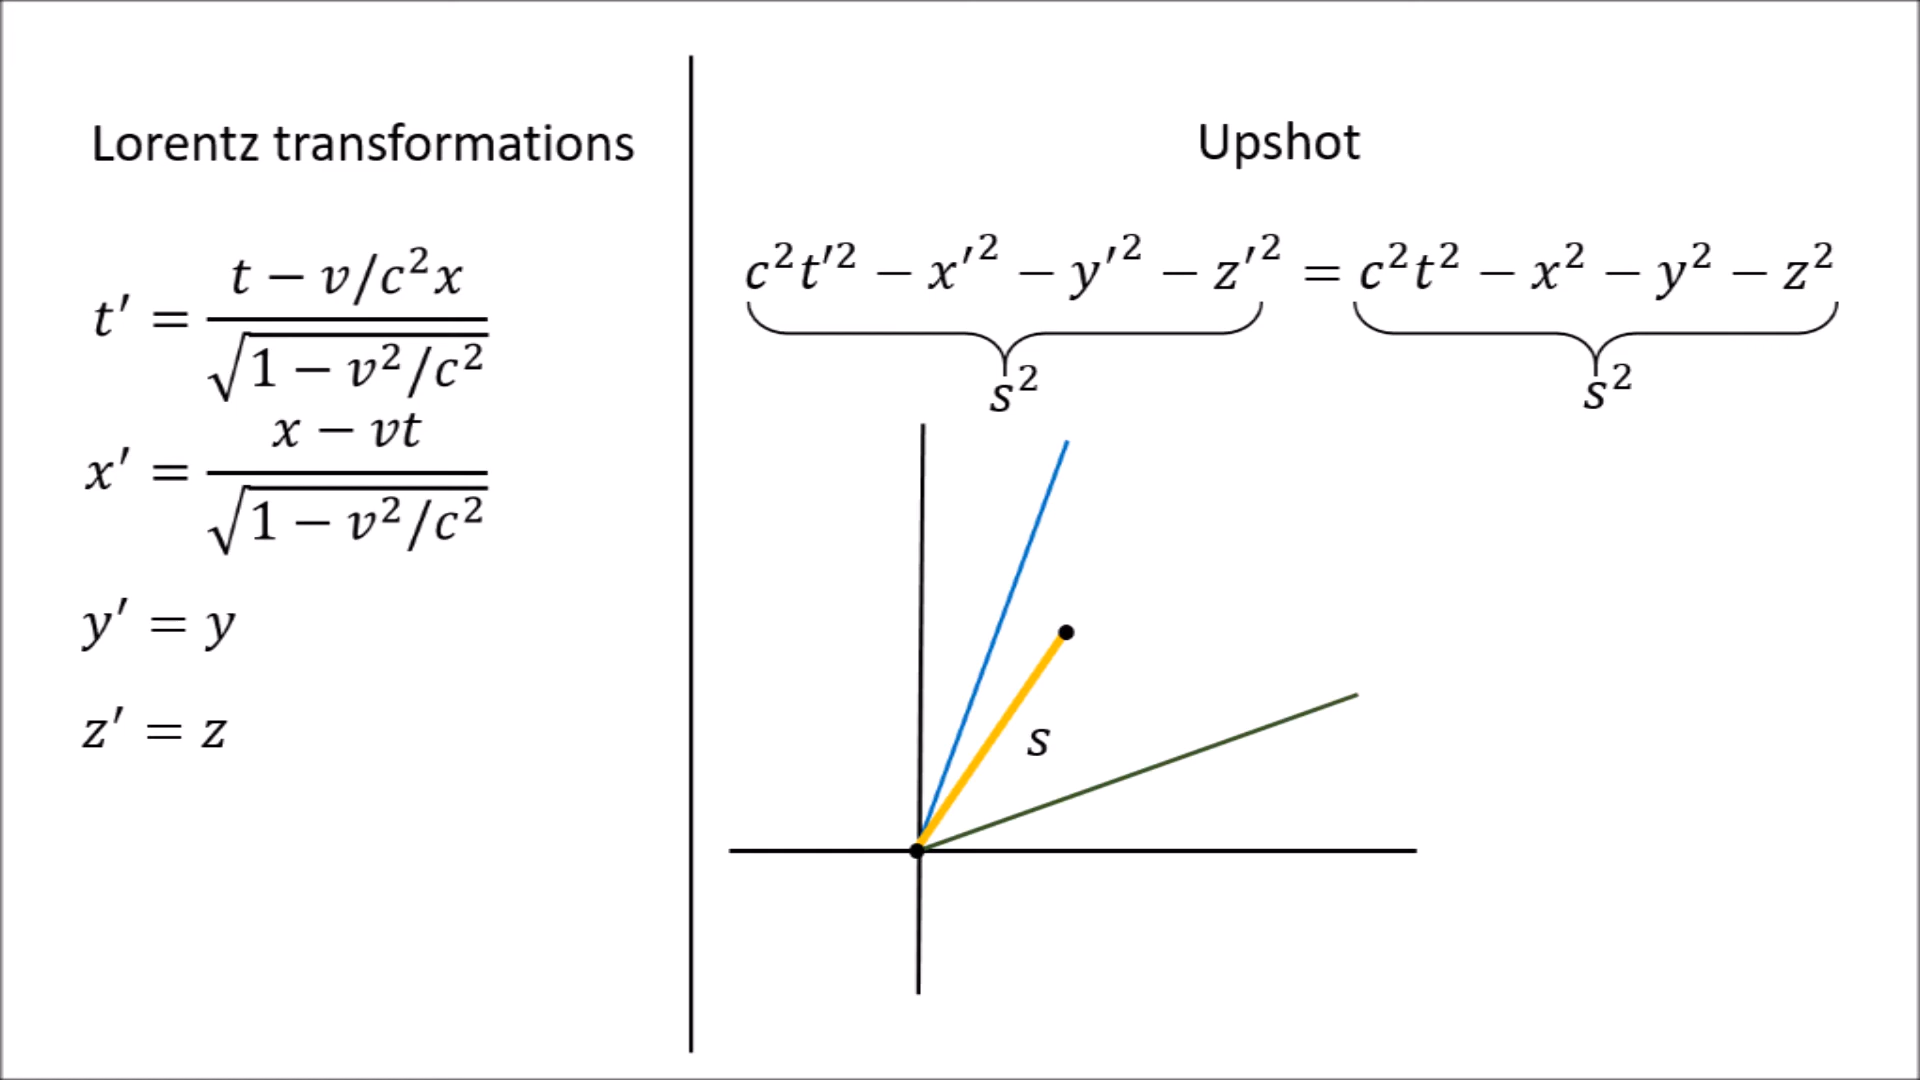 Lorentz transformations
t′ = (t − v/c²x) / √(1 − v²/c²)
x′ = (x − vt) / √(1 − v²/c²)
y′ = y
z′ = z
Upshot
c²t′² − x′² − y′² − z′² = c²t² − x² − y² − z²
s² s²
s